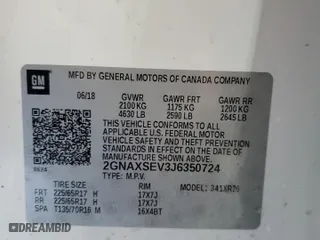 GM
MFD BY GENERAL MOTORS OF CANADA COMPANY
06/18 GVWR GAWR FRT GAWR RR
2100 KG 1175 KG 1200 KG
4630 LB 2590 LB 2645 LB
THIS VEHICLE CONFORMS TO ALL
APPLICABLE U.S. FEDERAL MOTOR
VEHICLE SAFETY AND THEFT
PREVENTION STANDARDS IN EFFECT
ON THE DATE OF MANUFACTURE
SHOWN ABOVE.
2GNAXSEV3J6350724
TYPE: M.P.V.
TIRE SIZE RIM
FRT 225/65R17 H 17X7J
RR 225/65R17 H 17X7J
SPA T135/70R16 M 16X4BT